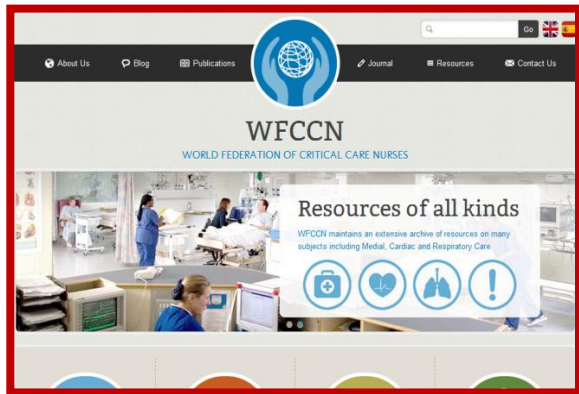 Go
About Us
Blog
Publications
Journal
Resources
Contact Us
WFCCN
WORLD FEDERATION OF CRITICAL CARE NURSES
Resources of all kinds
WFCCN maintains an extensive archive of resources on many
subjects including Medial, Cardiac and Respiratory Care